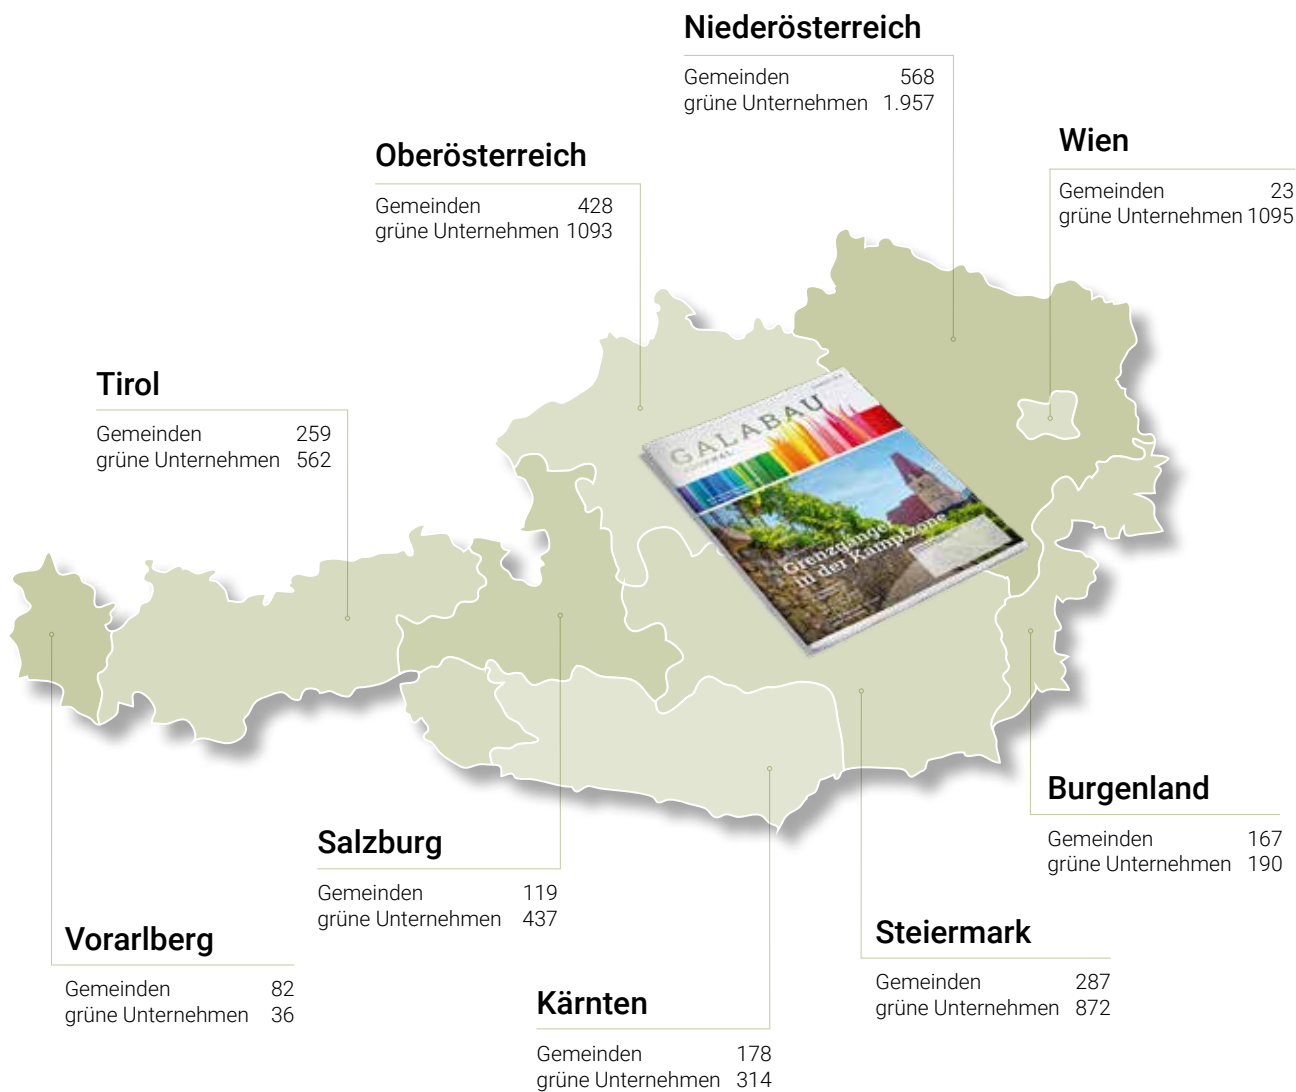 Niederösterreich
Gemeinden 568
grüne Unternehmen 1.957
Wien
Gemeinden 23
grüne Unternehmen 1095
Oberösterreich
Gemeinden 428
grüne Unternehmen 1093
Tirol
Gemeinden 259
grüne Unternehmen 562
GALABAU
Grenzgänge
in der Kampfzone
Burgenland
Gemeinden 167
grüne Unternehmen 190
Salzburg
Gemeinden 119
grüne Unternehmen 437
Vorarlberg
Gemeinden 82
grüne Unternehmen 36
Steiermark
Gemeinden 287
grüne Unternehmen 872
Kärnten
Gemeinden 178
grüne Unternehmen 314